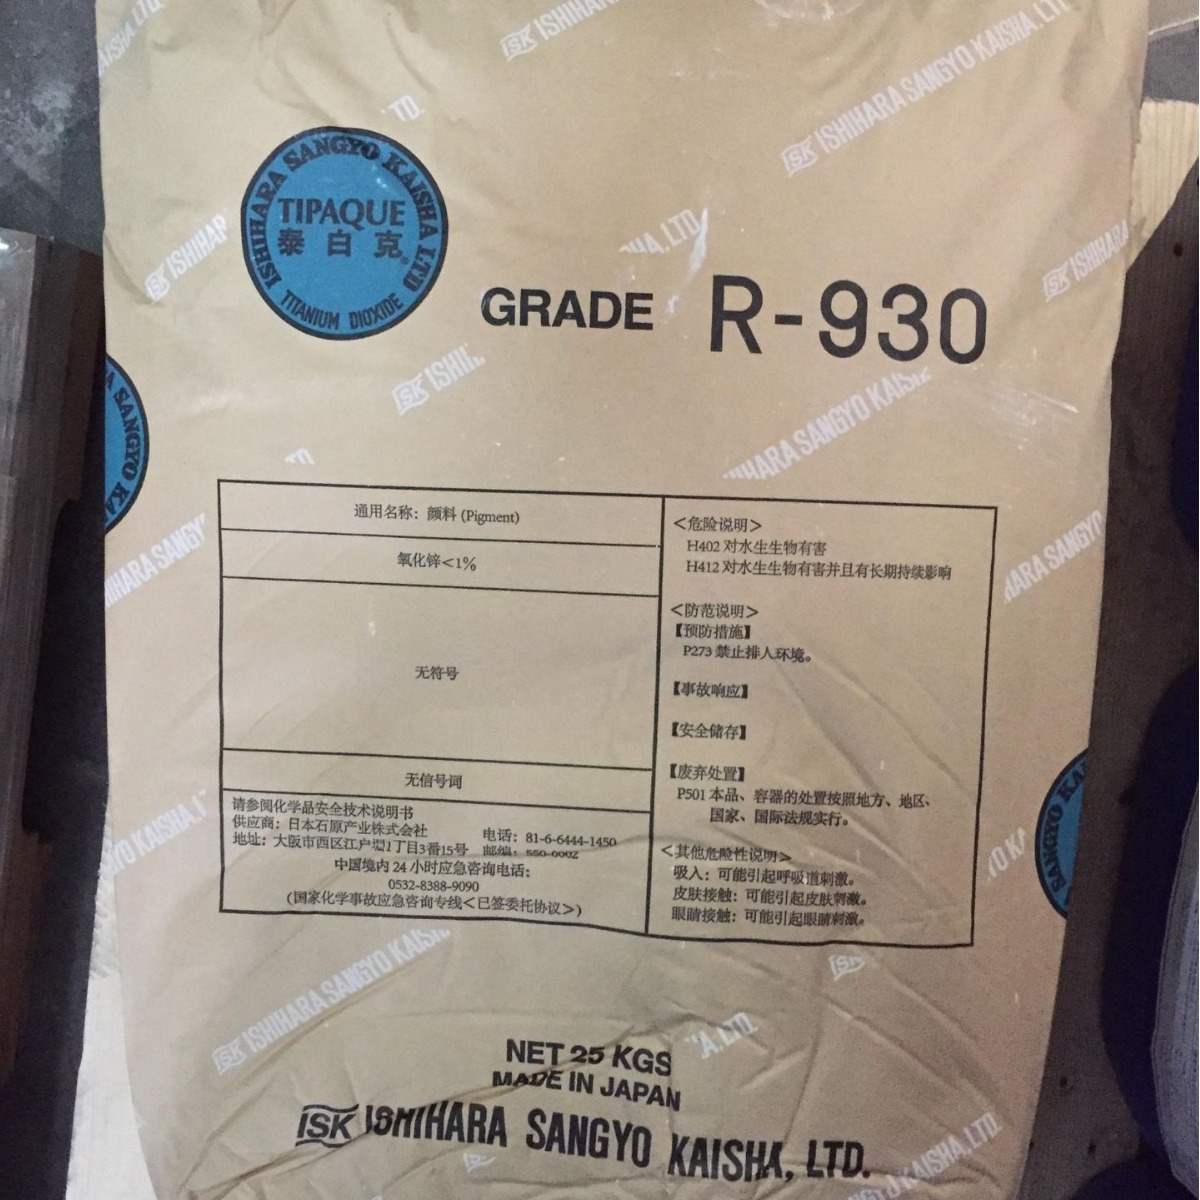 ISHIHARA SANGYO KAISHA LTD
TIPAQUE
泰白克®
TITANIUM DIOXIDE
GRADE R-930
通用名称：颜料 (Pigment)
氧化锌<1%
无符号
无信号词
请参阅化学品安全技术说明书
供应商：日本石原产业株式会社 电话：81-6-6444-1450
地址：大阪市西区江户堀1丁目3番15号 邮编：550-0002
中国境内 24 小时应急咨询电话：
0532-8388-9090
(国家化学事故应急咨询专线<已签委托协议>)
<危险说明>
H402 对水生生物有害
H412 对水生生物有害并且有长期持续影响
<防范说明>
【预防措施】
P273 禁止排人环境。
【事故响应】
【安全储存】
【废弃处置】
P501 本品、容器的处置按照地方、地区、
国家、国际法规实行。
<其他危险性说明>
吸入：可能引起呼吸道刺激。
皮肤接触：可能引起皮肤刺激。
眼睛接触：可能引起眼睛刺激。
NET 25 KGS
MADE IN JAPAN
ISK ISHIHARA SANGYO KAISHA, LTD.
ISK ISHIHARA SANGYO KAISHA, LTD.